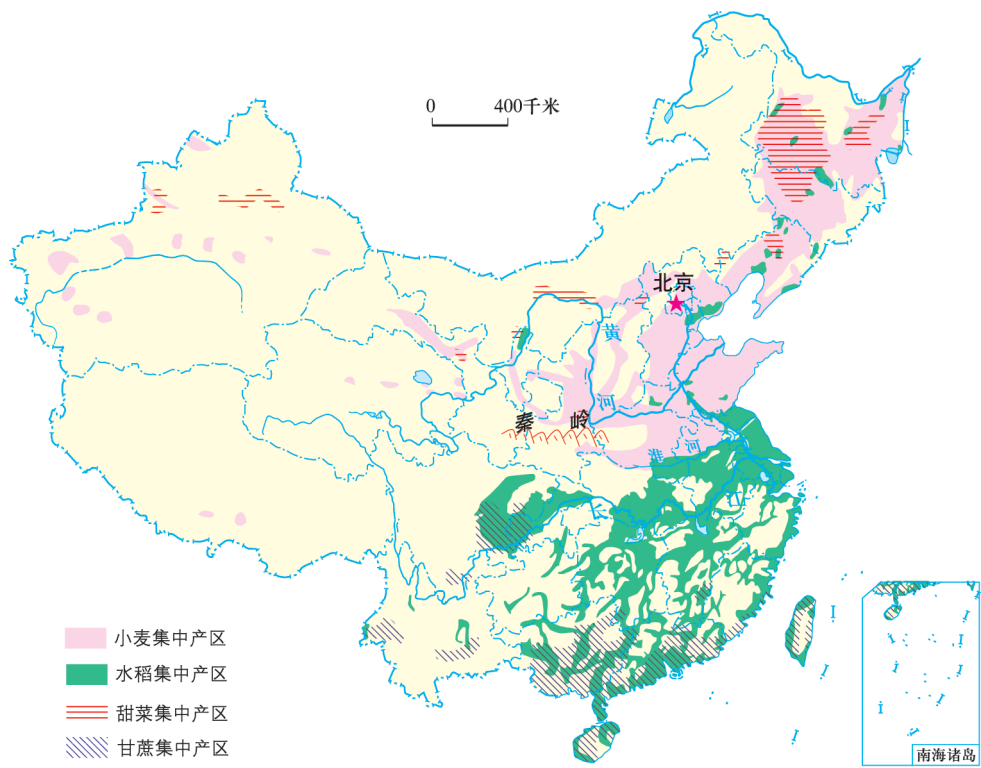 0 400千米
北京
黄
河
秦岭
淮河
长江
小麦集中产区
水稻集中产区
甜菜集中产区
甘蔗集中产区
南海诸岛